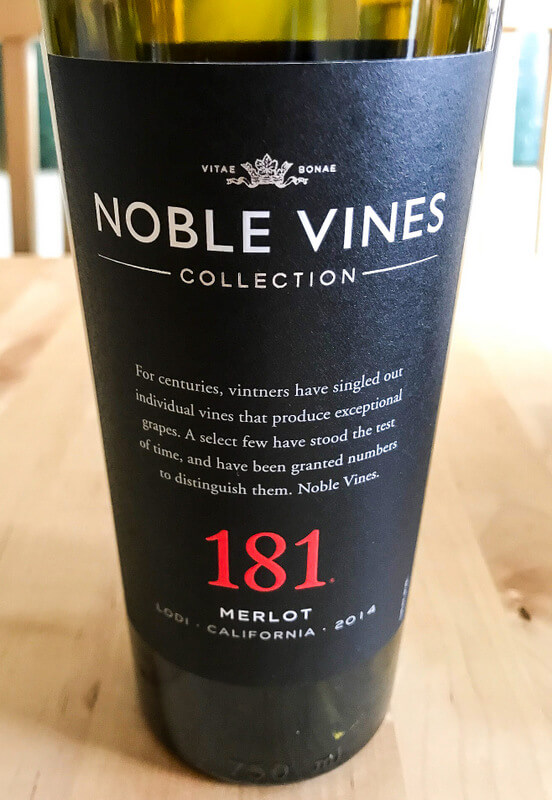 VITAE BONAE
NOBLE VINES
COLLECTION
For centuries, vintners have singled out
individual vines that produce exceptional
grapes. A select few have stood the test
of time, and have been granted numbers
to distinguish them. Noble Vines.
181.
MERLOT
LODI · CALIFORNIA · 2014
750 ml